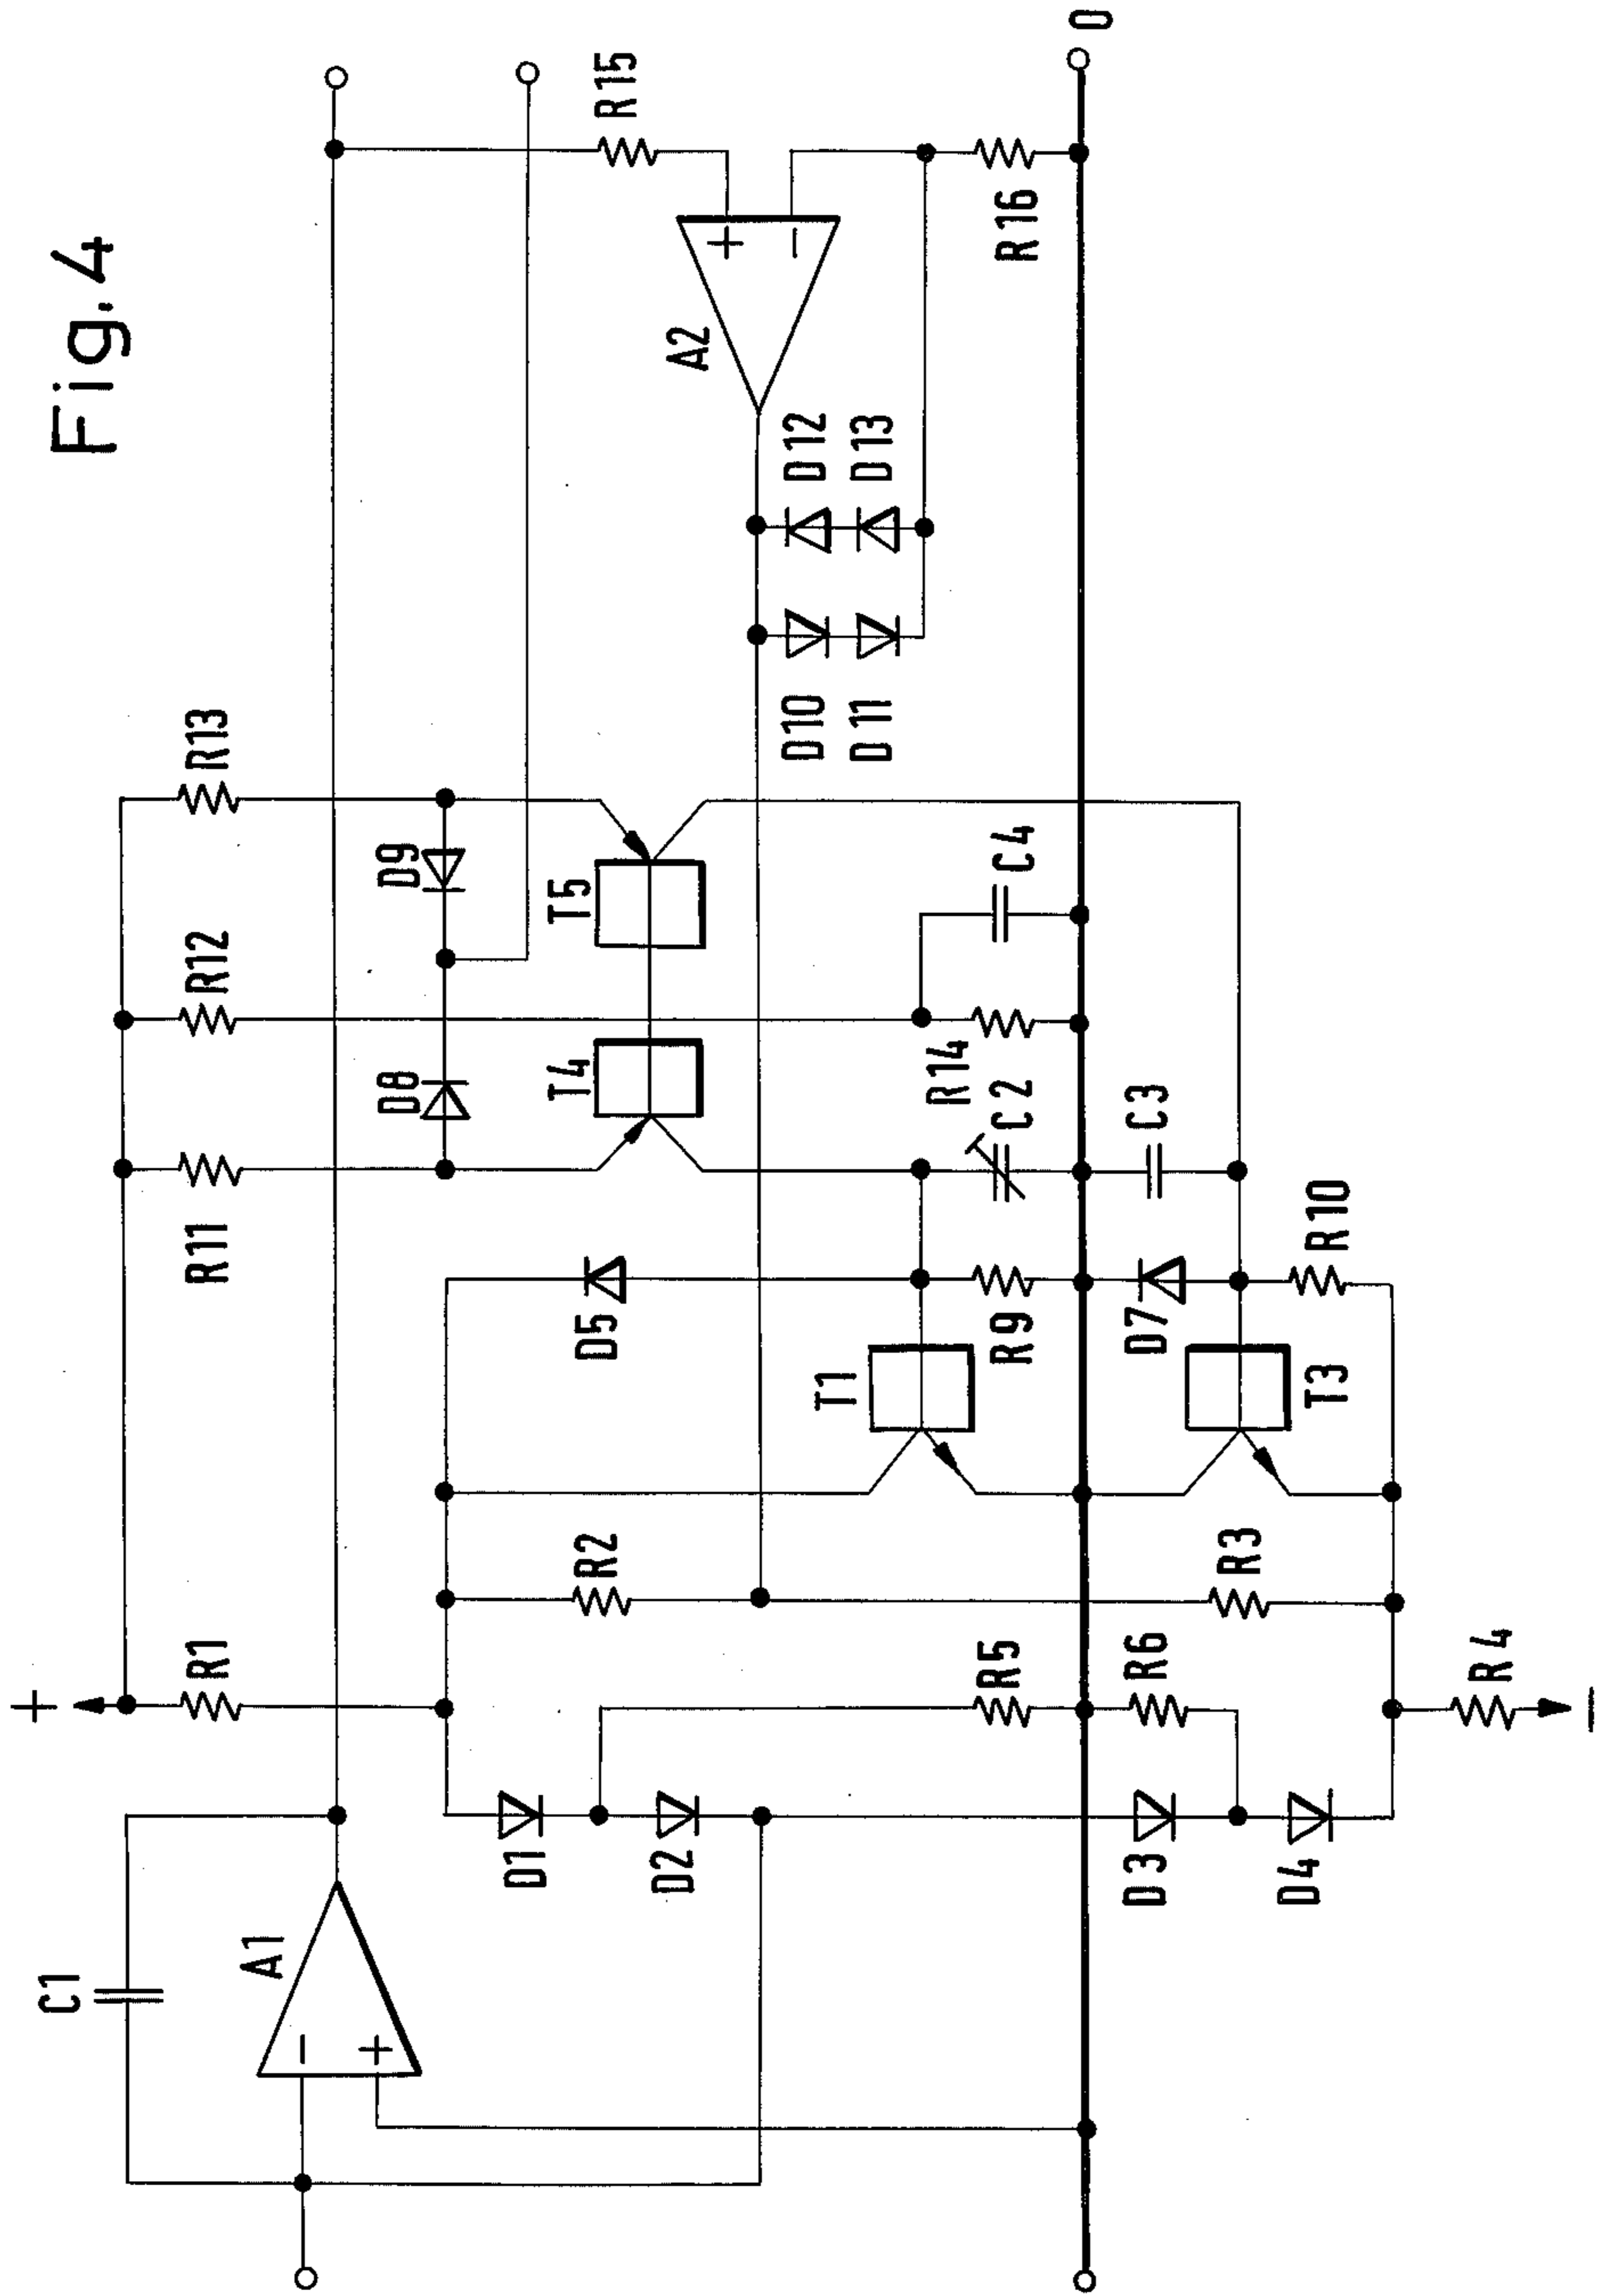 Fig.4
+
C1
R1
R11
R12
R13
A1
−
+
D8
D9
D1
R2
D5
T4
T5
R15
D2
A2
+
−
D10
D12
D11
D13
T1
R14
R5
R9
C2
C4
R16
0
D3
R6
D7
C3
R3
D4
T3
R10
R4
−